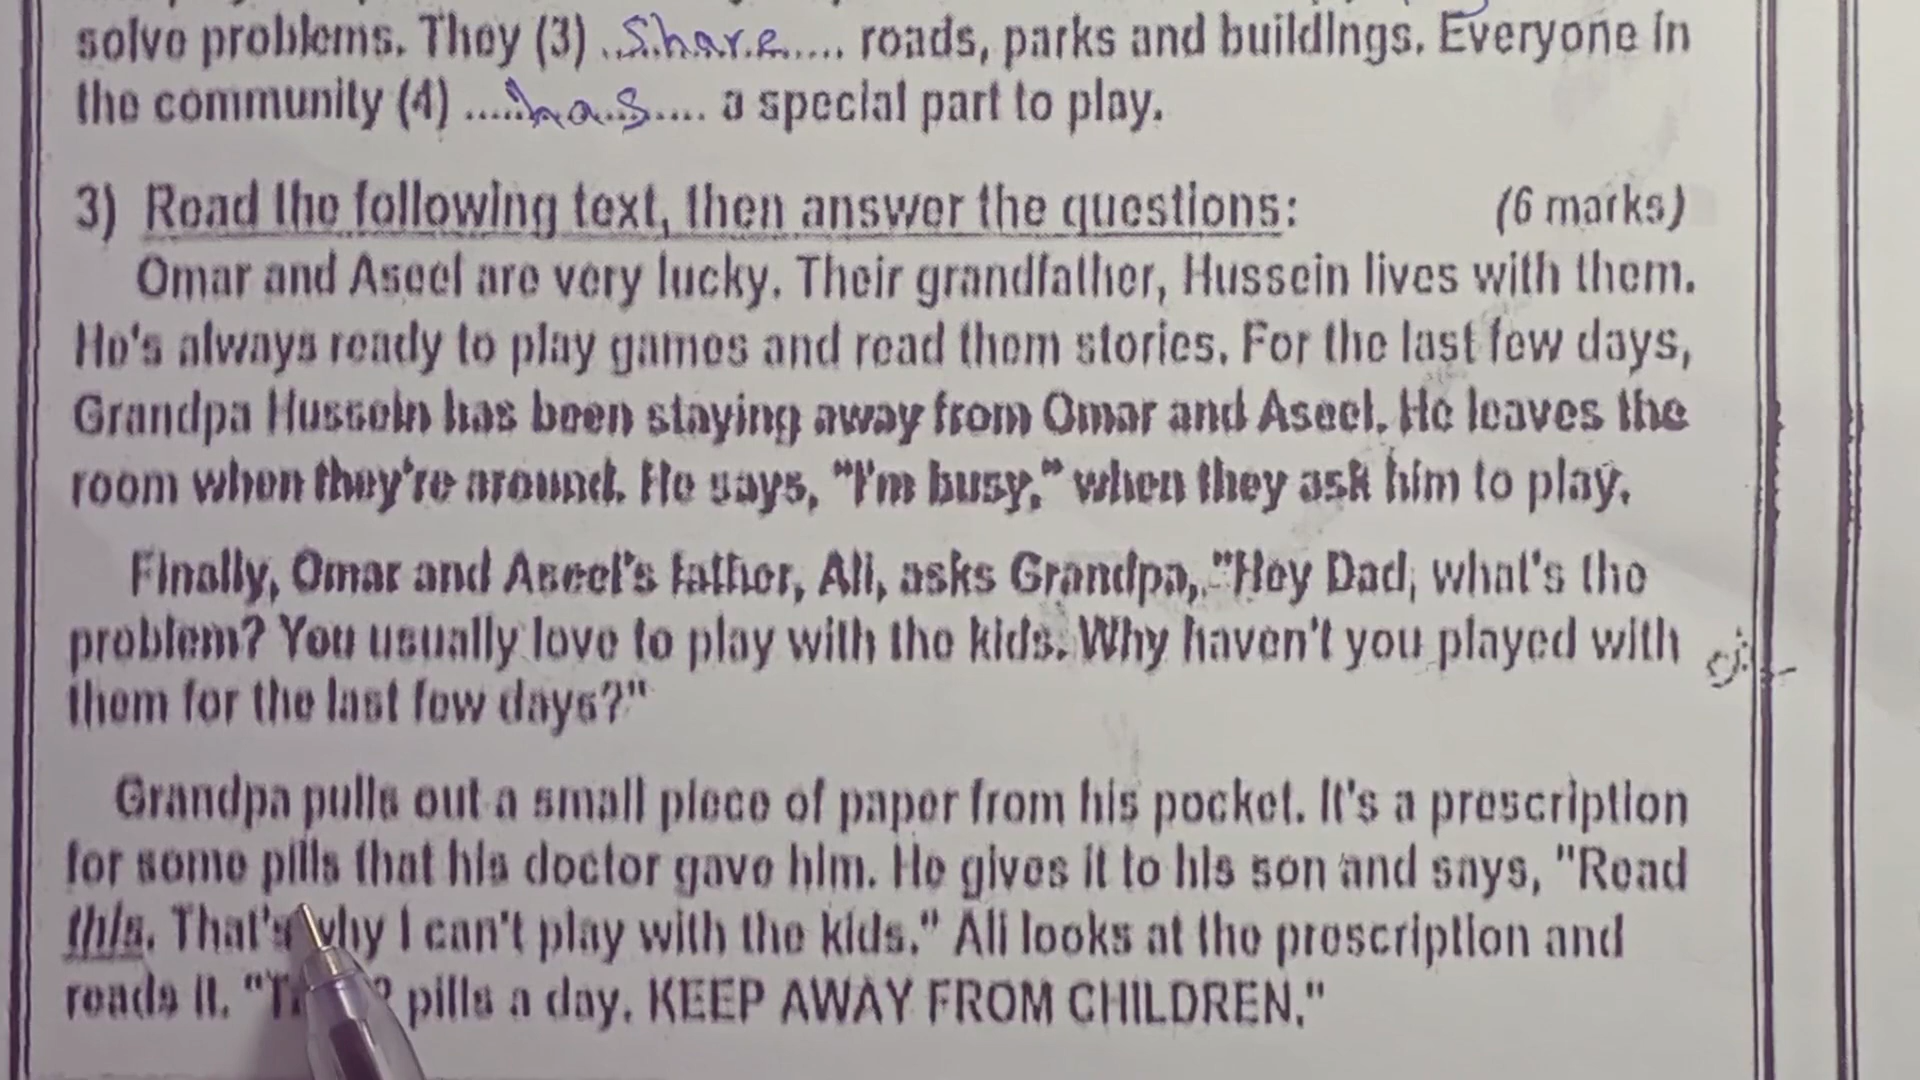 solve problems. They (3) ..share..... roads, parks and buildings. Everyone in
the community (4) .....has.... a special part to play.
3) Read the following text, then answer the questions: (6 marks)
Omar and Aseel are very lucky. Their grandfather, Hussein lives with them.
He's always ready to play games and read them stories. For the last few days,
Grandpa Hussein has been staying away from Omar and Aseel. He leaves the
room when they're around. He says, "I'm busy," when they ask him to play.
Finally, Omar and Aseel's father, Ali, asks Grandpa, "Hey Dad, what's the
problem? You usually love to play with the kids. Why haven't you played with
them for the last few days?"
Grandpa pulls out a small piece of paper from his pocket. It's a prescription
for some pills that his doctor gave him. He gives it to his son and says, "Read
this. That's why I can't play with the kids." Ali looks at the prescription and
reads it. " pills a day. KEEP AWAY FROM CHILDREN."